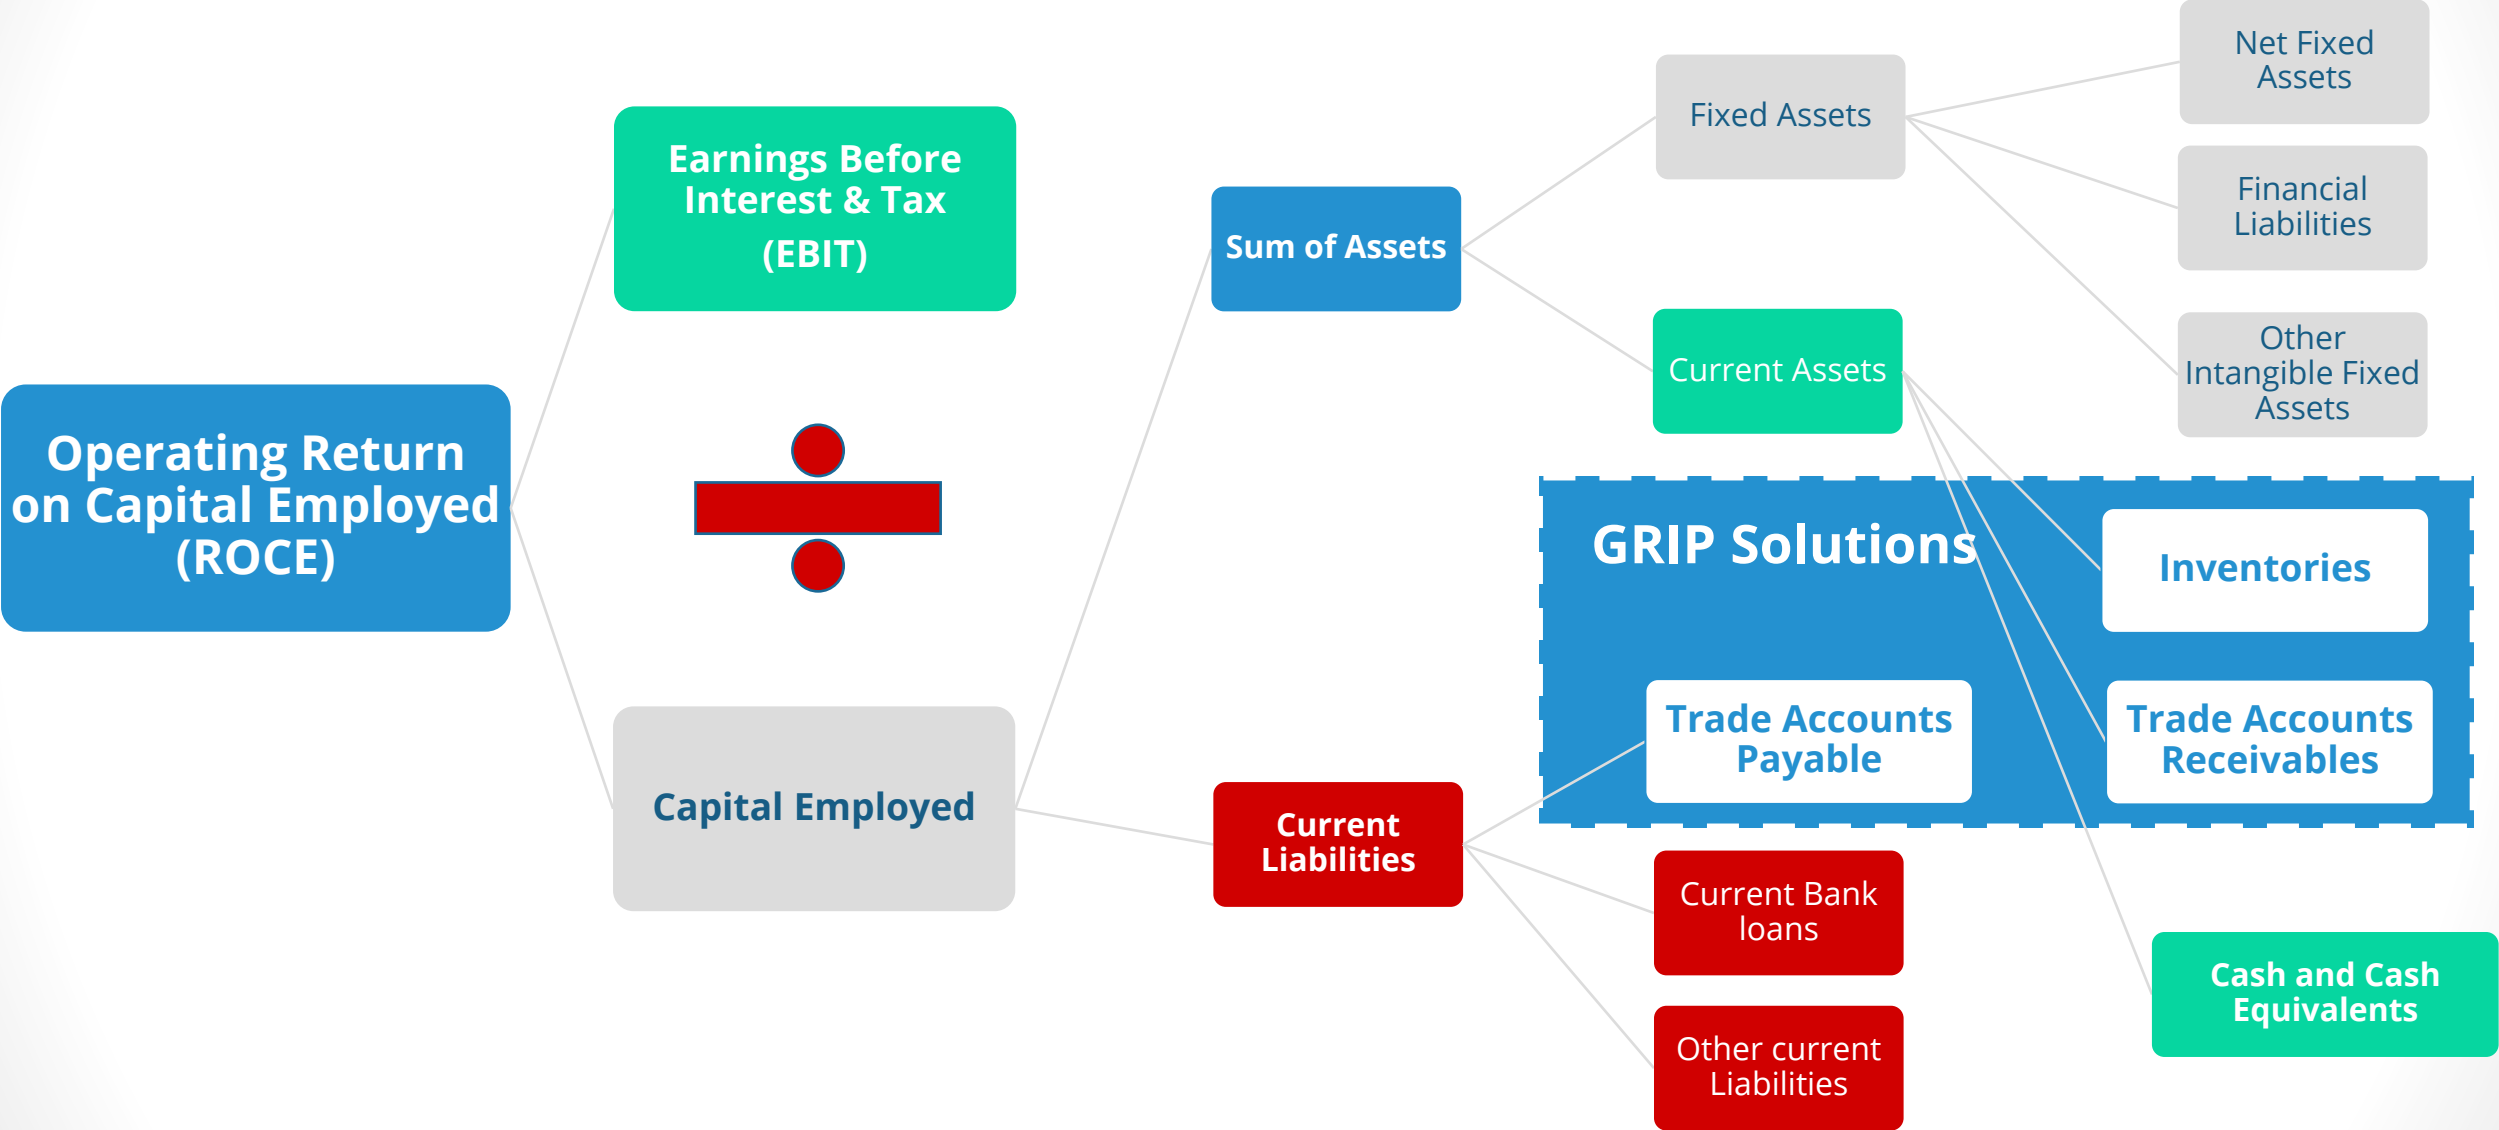 Operating Return
on Capital Employed
(ROCE)
Earnings Before
Interest & Tax
(EBIT)
Capital Employed
Sum of Assets
Current
Liabilities
Fixed Assets
Current Assets
Net Fixed
Assets
Financial
Liabilities
Other
Intangible Fixed
Assets
GRIP Solutions
Inventories
Trade Accounts
Payable
Trade Accounts
Receivables
Current Bank
loans
Other current
Liabilities
Cash and Cash
Equivalents